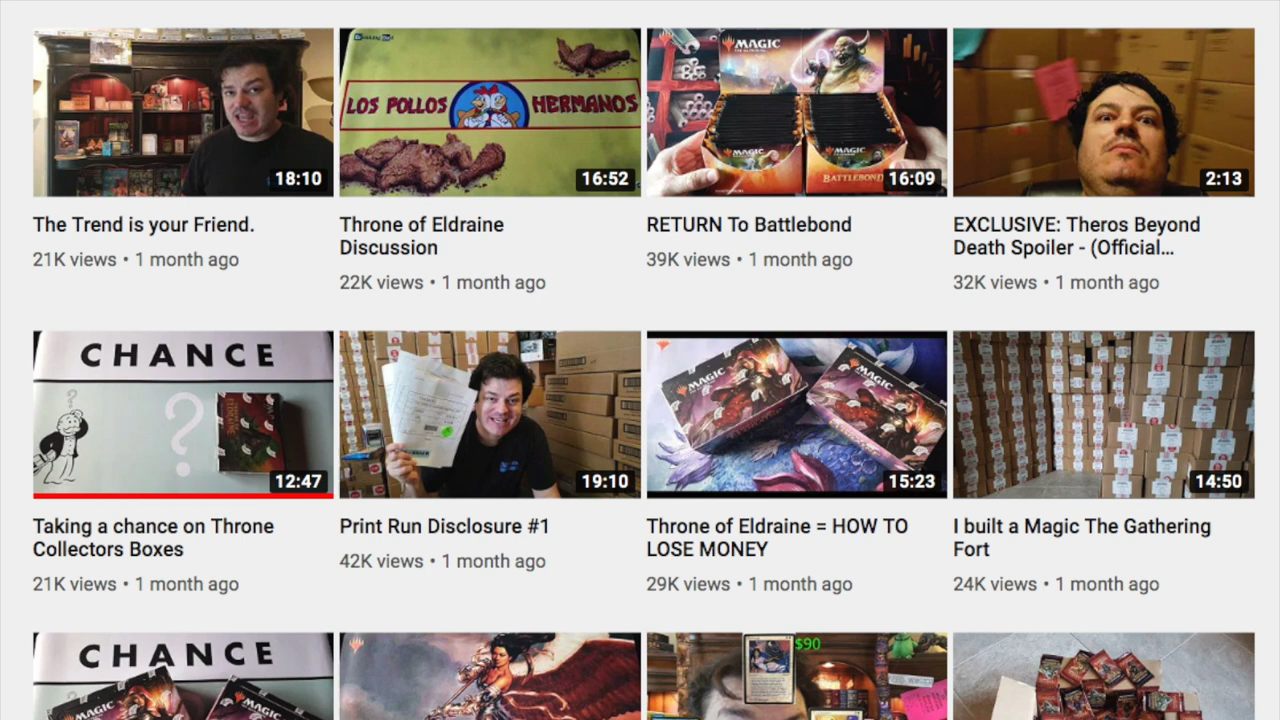 LOS POLLOS HERMANOS
MAGIC
MAGIC
MAGIC
BATTLEBOND
18:10
16:52
16:09
2:13
The Trend is your Friend.
21K views • 1 month ago
Throne of Eldraine
Discussion
22K views • 1 month ago
RETURN To Battlebond
39K views • 1 month ago
EXCLUSIVE: Theros Beyond
Death Spoiler - (Official...
32K views • 1 month ago
CHANCE
?
?
MAGIC
MAGIC
12:47
19:10
15:23
14:50
Taking a chance on Throne
Collectors Boxes
21K views • 1 month ago
Print Run Disclosure #1
42K views • 1 month ago
Throne of Eldraine = HOW TO
LOSE MONEY
29K views • 1 month ago
I built a Magic The Gathering
Fort
24K views • 1 month ago
CHANCE
MAGIC
MAGIC
$90